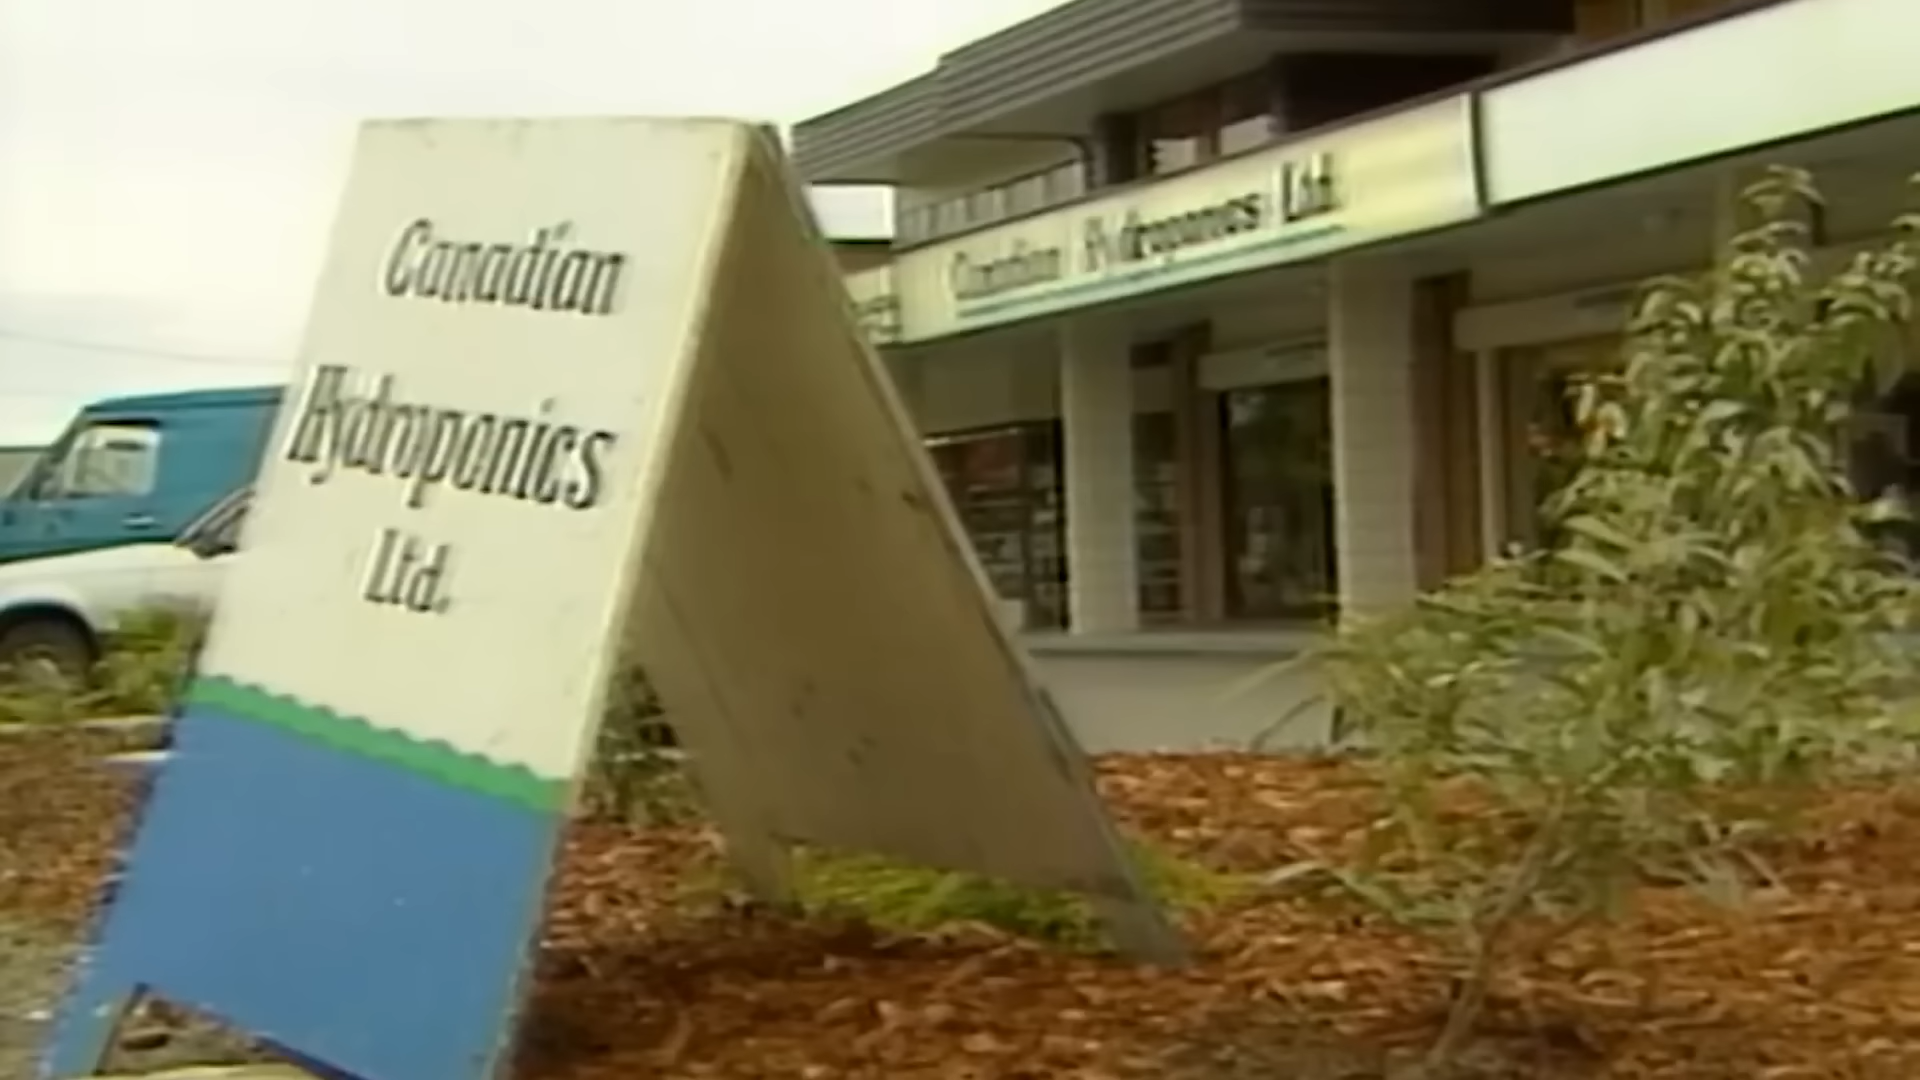 Canadian
Hydroponics
Ltd.
Canadian Hydroponics Ltd.